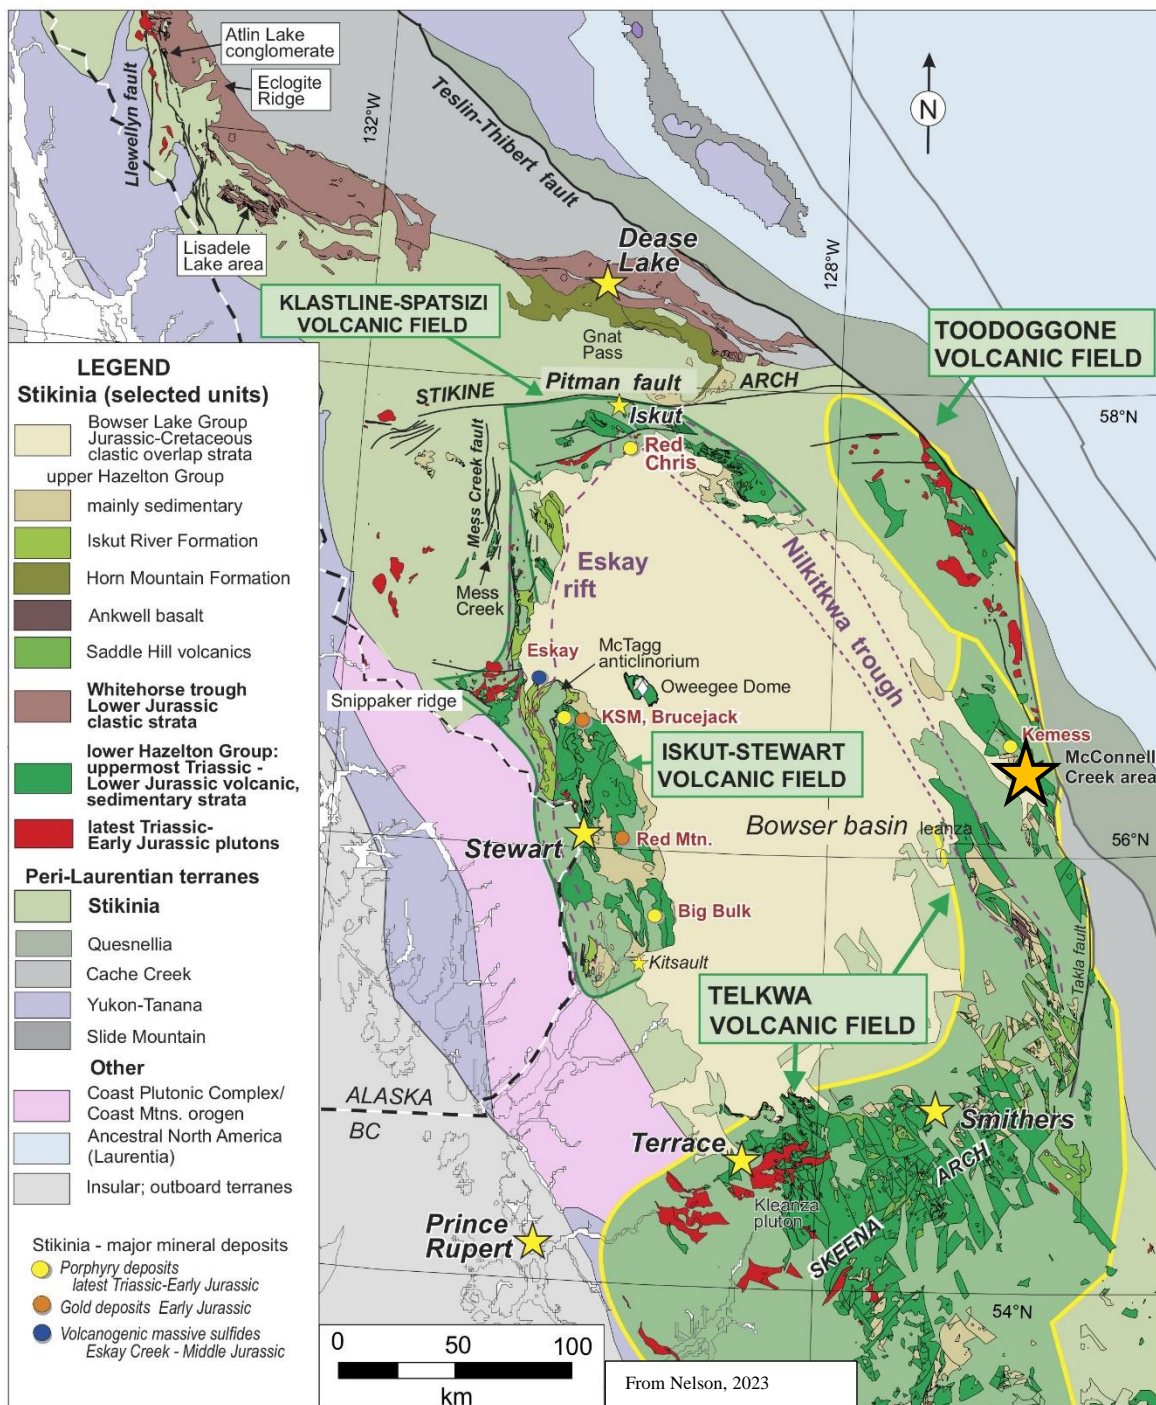 Atlin Lake
conglomerate
Eclogite
Ridge
Llewellyn fault
132°W
Teslin-Thibert fault
N
Lisadele
Lake area
Dease
Lake
128°W
KLASTLINE-SPATSIZI
VOLCANIC FIELD
TOODOGGONE
VOLCANIC FIELD
Gnat
Pass
STIKINE
Pitman fault
ARCH
Iskut
58°N
Red
Chris
Mess Creek fault
Mess
Creek
Eskay
rift
Nilkitkwa trough
Eskay
McTagg
anticlinorium
Oweegee Dome
Snippaker ridge
KSM, Brucejack
ISKUT-STEWART
VOLCANIC FIELD
Kemess
McConnell
Creek area
Stewart
Red Mtn.
Bowser basin
leanza
56°N
Big Bulk
Kitsault
Takla fault
TELKWA
VOLCANIC FIELD
ALASKA
BC
Terrace
Smithers
Kleanza
pluton
SKEENA
ARCH
Prince
Rupert
54°N
LEGEND
Stikinia (selected units)
Bowser Lake Group
Jurassic-Cretaceous
clastic overlap strata
upper Hazelton Group
mainly sedimentary
Iskut River Formation
Horn Mountain Formation
Ankwell basalt
Saddle Hill volcanics
Whitehorse trough
Lower Jurassic
clastic strata
lower Hazelton Group:
uppermost Triassic -
Lower Jurassic volcanic,
sedimentary strata
latest Triassic-
Early Jurassic plutons
Peri-Laurentian terranes
Stikinia
Quesnellia
Cache Creek
Yukon-Tanana
Slide Mountain
Other
Coast Plutonic Complex/
Coast Mtns. orogen
Ancestral North America
(Laurentia)
Insular; outboard terranes
Stikinia - major mineral deposits
Porphyry deposits
latest Triassic-Early Jurassic
Gold deposits Early Jurassic
Volcanogenic massive sulfides
Eskay Creek - Middle Jurassic
0 50 100
km
From Nelson, 2023